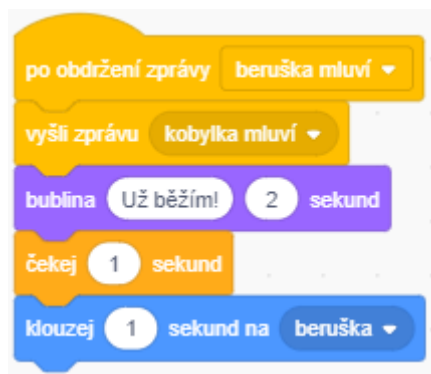 po obdržení zprávy beruška mluví
vyšli zprávu kobylka mluví
bublina Už běžím! 2 sekund
čekej 1 sekund
klouzej 1 sekund na beruška